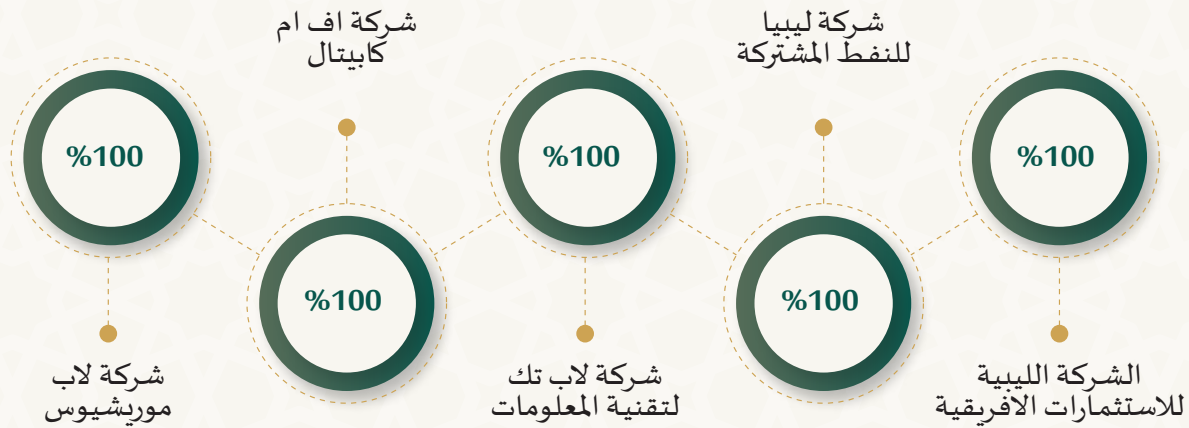 %100
الشركة الليبية
للاستثمارات الافريقية
شركة ليبيا
للنفط المشتركة
%100
%100
شركة لاب تك
لتقنية المعلومات
شركة اف ام
كابيتال
%100
%100
شركة لاب
موريشيوس